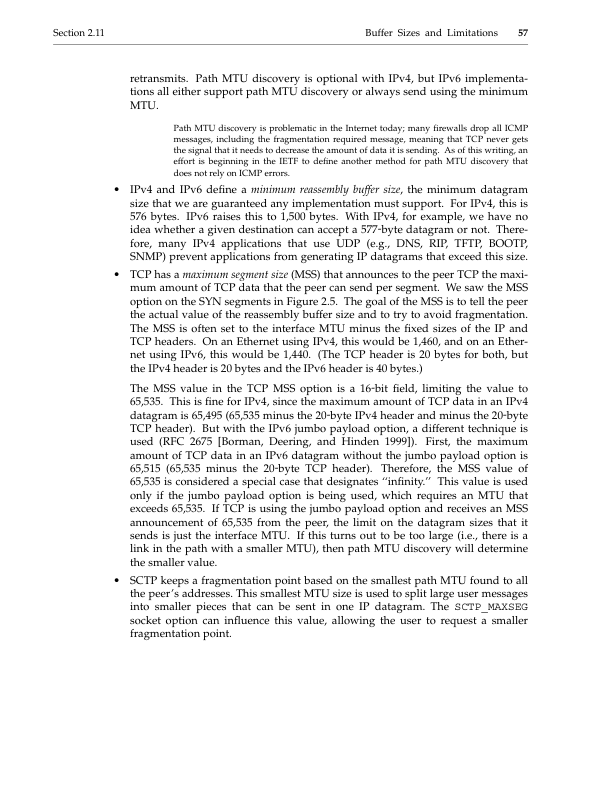 Section 2.11 Buffer Sizes and Limitations 57
retransmits. Path MTU discovery is optional with IPv4, but IPv6 implementa-
tions all either support path MTU discovery or always send using the minimum
MTU.
Path MTU discovery is problematic in the Internet today; many firewalls drop all ICMP
messages, including the fragmentation required message, meaning that TCP never gets
the signal that it needs to decrease the amount of data it is sending. As of this writing, an
effort is beginning in the IETF to define another method for path MTU discovery that
does not rely on ICMP errors.
• IPv4 and IPv6 define a minimum reassembly buffer size, the minimum datagram
size that we are guaranteed any implementation must support. For IPv4, this is
576 bytes. IPv6 raises this to 1,500 bytes. With IPv4, for example, we have no
idea whether a given destination can accept a 577-byte datagram or not. There-
fore, many IPv4 applications that use UDP (e.g., DNS, RIP, TFTP, BOOTP,
SNMP) prevent applications from generating IP datagrams that exceed this size.
• TCP has a maximum segment size (MSS) that announces to the peer TCP the maxi-
mum amount of TCP data that the peer can send per segment. We saw the MSS
option on the SYN segments in Figure 2.5. The goal of the MSS is to tell the peer
the actual value of the reassembly buffer size and to try to avoid fragmentation.
The MSS is often set to the interface MTU minus the fixed sizes of the IP and
TCP headers. On an Ethernet using IPv4, this would be 1,460, and on an Ether-
net using IPv6, this would be 1,440. (The TCP header is 20 bytes for both, but
the IPv4 header is 20 bytes and the IPv6 header is 40 bytes.)
The MSS value in the TCP MSS option is a 16-bit field, limiting the value to
65,535. This is fine for IPv4, since the maximum amount of TCP data in an IPv4
datagram is 65,495 (65,535 minus the 20-byte IPv4 header and minus the 20-byte
TCP header). But with the IPv6 jumbo payload option, a different technique is
used (RFC 2675 [Borman, Deering, and Hinden 1999]). First, the maximum
amount of TCP data in an IPv6 datagram without the jumbo payload option is
65,515 (65,535 minus the 20-byte TCP header). Therefore, the MSS value of
65,535 is considered a special case that designates ‘‘infinity.’’ This value is used
only if the jumbo payload option is being used, which requires an MTU that
exceeds 65,535. If TCP is using the jumbo payload option and receives an MSS
announcement of 65,535 from the peer, the limit on the datagram sizes that it
sends is just the interface MTU. If this turns out to be too large (i.e., there is a
link in the path with a smaller MTU), then path MTU discovery will determine
the smaller value.
• SCTP keeps a fragmentation point based on the smallest path MTU found to all
the peer’s addresses. This smallest MTU size is used to split large user messages
into smaller pieces that can be sent in one IP datagram. The SCTP_MAXSEG
socket option can influence this value, allowing the user to request a smaller
fragmentation point.